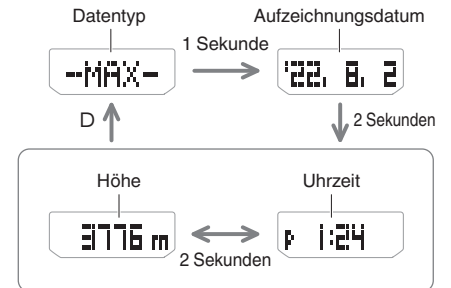 Datentyp
Aufzeichnungsdatum
1 Sekunde
--MAX--
'22. 8. 2
D
2 Sekunden
Höhe
Uhrzeit
3776 m
P 1:24
2 Sekunden